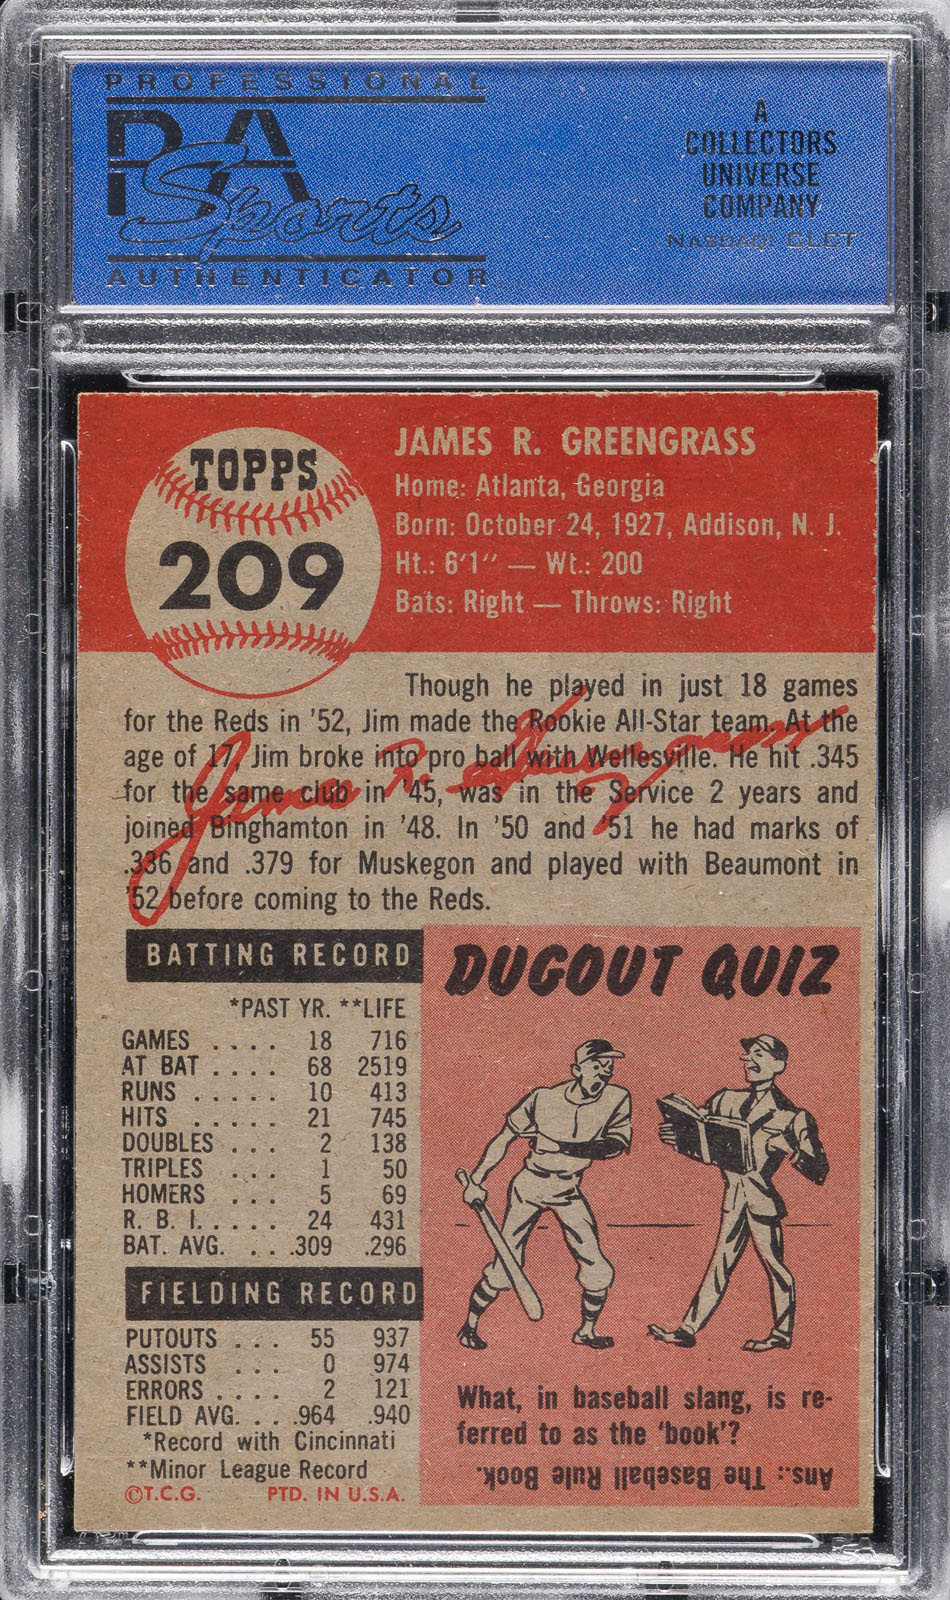 PROFESSIONAL
PSA
Sports
AUTHENTICATOR
A
COLLECTORS
UNIVERSE
COMPANY
NASDAQ: CLCT
TOPPS
209
JAMES R. GREENGRASS
Home: Atlanta, Georgia
Born: October 24, 1927, Addison, N. J.
Ht.: 6'1" — Wt.: 200
Bats: Right — Throws: Right
Though he played in just 18 games
for the Reds in '52, Jim made the Rookie All-Star team. At the
age of 17, Jim broke into pro ball with Wellesville. He hit .345
for the same club in '45, was in the Service 2 years and
joined Binghamton in '48. In '50 and '51 he had marks of
.336 and .379 for Muskegon and played with Beaumont in
'52 before coming to the Reds.
James R. Greengrass
BATTING RECORD
*PAST YR. **LIFE
GAMES . . . . 18 716
AT BAT . . . . 68 2519
RUNS . . . . . 10 413
HITS . . . . . 21 745
DOUBLES . . . 2 138
TRIPLES . . . 1 50
HOMERS . . . 5 69
R. B. I. . . . . 24 431
BAT. AVG. . . .309 .296
FIELDING RECORD
PUTOUTS . . . 55 937
ASSISTS . . . 0 974
ERRORS . . . . 2 121
FIELD AVG. . . .964 .940
*Record with Cincinnati
**Minor League Record
©T.C.G. PTD. IN U.S.A.
DUGOUT QUIZ
What, in baseball slang, is re-
ferred to as the 'book'?
Ans.: The Baseball Rule Book.